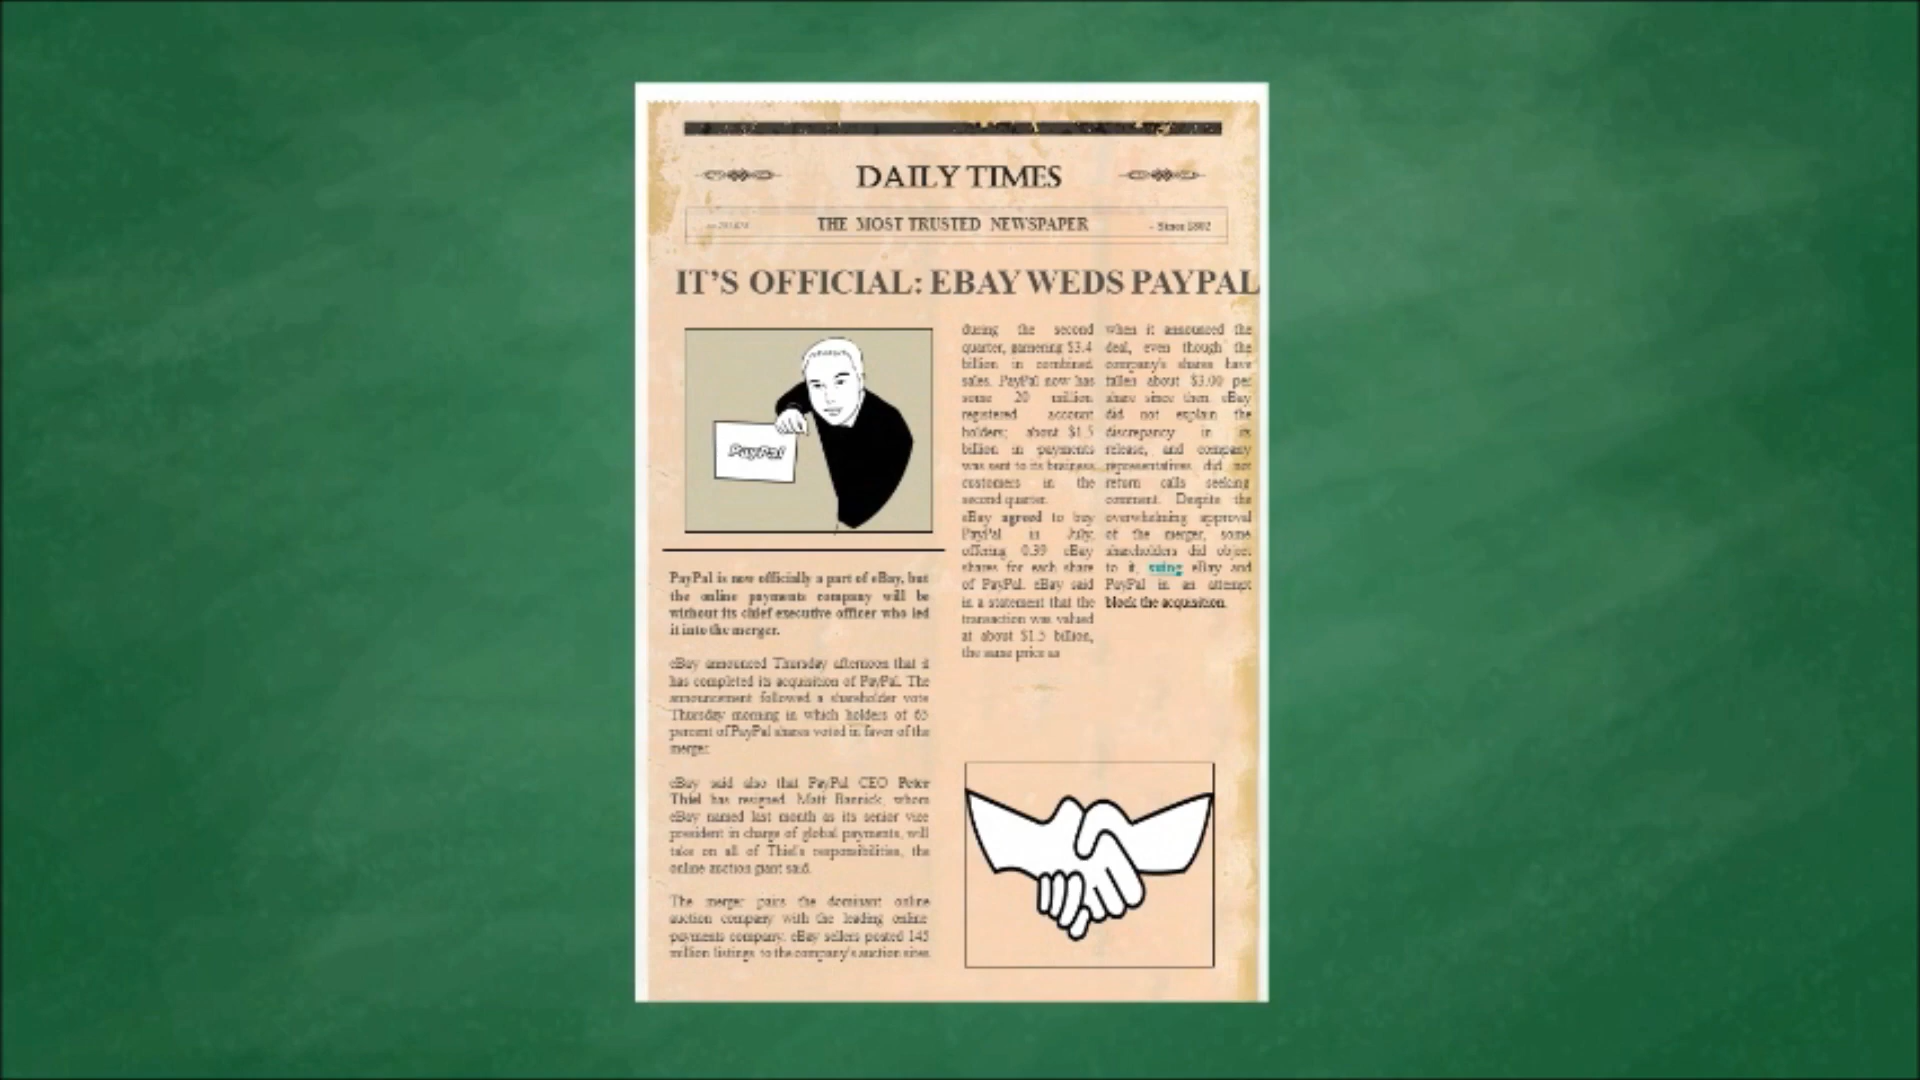 DAILY TIMES
THE MOST TRUSTED NEWSPAPER
- Since 1802
IT'S OFFICIAL: EBAY WEDS PAYPAL
PayPal
PayPal is now officially a part of eBay, but
the online payments company will be
without its chief executive officer who led
it into the merger.
eBay announced Thursday afternoon that it
has completed its acquisition of PayPal. The
announcement followed a shareholder vote
Thursday morning in which holders of 65
percent of PayPal shares voted in favor of the
merger.
eBay said also that PayPal CEO Peter
Thiel has resigned. Matt Bannick, whom
eBay named last month as its senior vice
president in charge of global payments, will
take on all of Thiel's responsibilities, the
online auction giant said.
The merger pairs the dominant online
auction company with the leading online
payments company. eBay sellers posted 145
million listings to the company's auction sites
during the second
quarter, garnering $3.4
billion in combined
sales. PayPal now has
some 20 million
registered account
holders; about $1.5
billion in payments
was sent to its business
customers in the
second quarter.
eBay agreed to buy
PayPal in July,
offering 0.39 eBay
shares for each share
of PayPal. eBay said
in a statement that the
transaction was valued
at about $1.5 billion,
the same price as
when it announced the
deal, even though the
company's shares have
fallen about $3.00 per
share since then. eBay
did not explain the
discrepancy in its
release, and company
representatives did not
return calls seeking
comment. Despite the
overwhelming approval
of the merger, some
shareholders did object
to it, suing eBay and
PayPal in an attempt
block the acquisition.